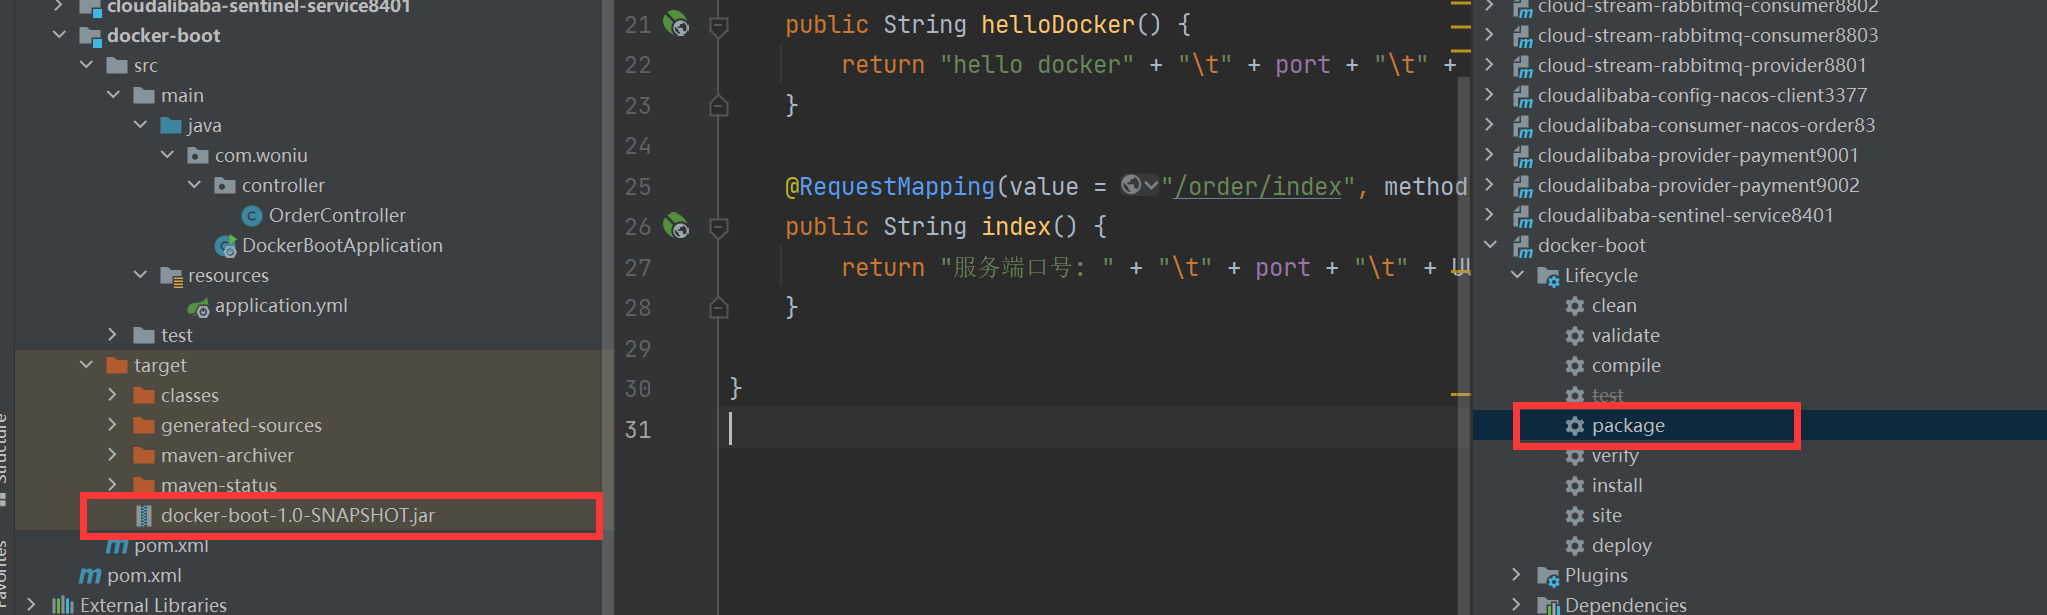 cloudalibaba-sentinel-service8401
docker-boot
src
main
java
com.woniu
controller
OrderController
DockerBootApplication
resources
application.yml
test
target
classes
generated-sources
maven-archiver
maven-status
docker-boot-1.0-SNAPSHOT.jar
pom.xml
pom.xml
External Libraries
Structure
Favorites
21 public String helloDocker() {
22 return "hello docker" + "\t" + port + "\t" +
23 }
24
25 @RequestMapping(value = "/order/index", method
26 public String index() {
27 return "服务端口号: " + "\t" + port + "\t" + U
28 }
29
30 }
31
cloud-stream-rabbitmq-consumer8802
cloud-stream-rabbitmq-consumer8803
cloud-stream-rabbitmq-provider8801
cloudalibaba-config-nacos-client3377
cloudalibaba-consumer-nacos-order83
cloudalibaba-provider-payment9001
cloudalibaba-provider-payment9002
cloudalibaba-sentinel-service8401
docker-boot
Lifecycle
clean
validate
compile
test
package
verify
install
site
deploy
Plugins
Dependencies